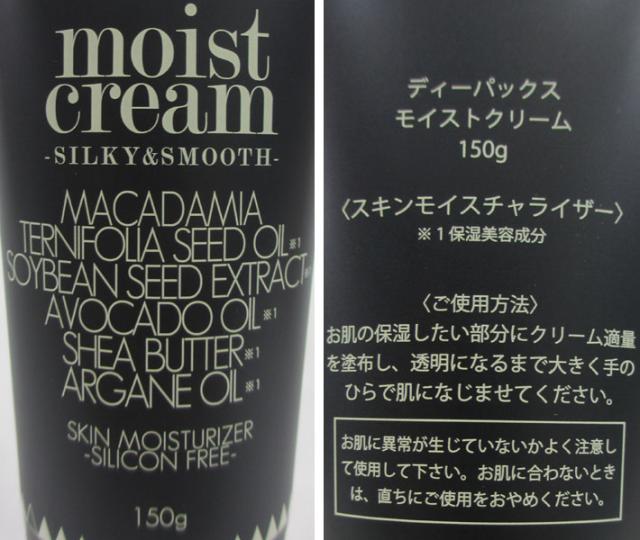 moist
cream
-SILKY&SMOOTH-
MACADAMIA
TERNIFOLIA SEED OIL※1
SOYBEAN SEED EXTRACT※1
AVOCADO OIL※1
SHEA BUTTER※1
ARGANE OIL※1
SKIN MOISTURIZER
-SILICON FREE-
150g
ディーパックス
モイストクリーム
150g
〈スキンモイスチャライザー〉
※1保湿美容成分
〈ご使用方法〉
お肌の保湿したい部分にクリーム適量
を塗布し、透明になるまで大きく手の
ひらで肌になじませてください。
お肌に異常が生じていないかよく注意し
て使用して下さい。お肌に合わないとき
は、直ちにご使用をおやめください。